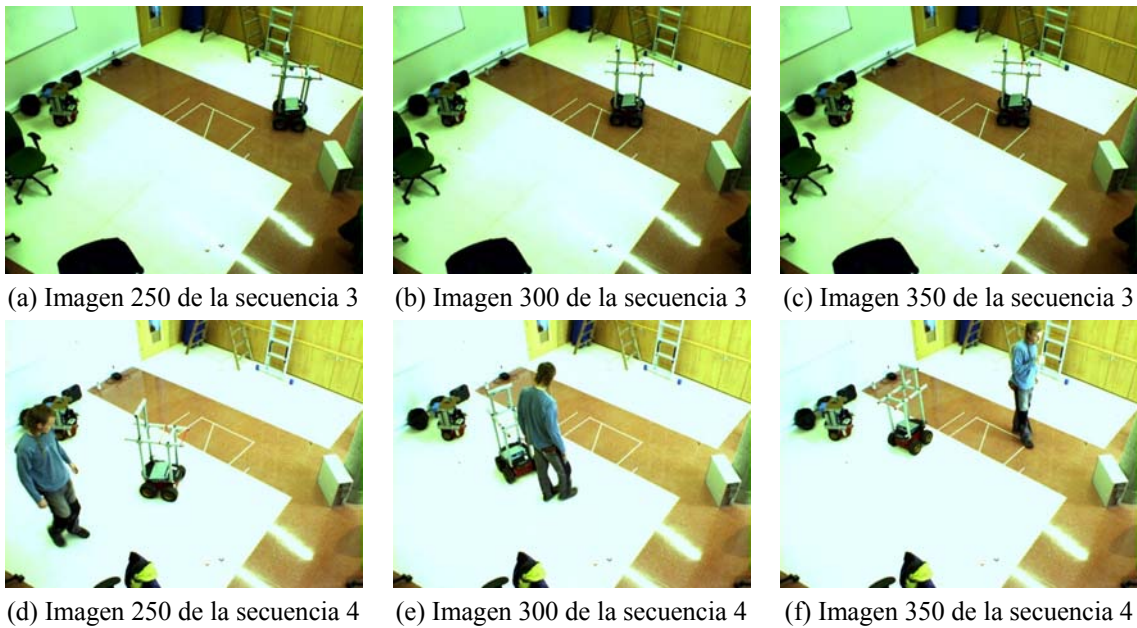 (a) Imagen 250 de la secuencia 3
(b) Imagen 300 de la secuencia 3
(c) Imagen 350 de la secuencia 3
(d) Imagen 250 de la secuencia 4
(e) Imagen 300 de la secuencia 4
(f) Imagen 350 de la secuencia 4